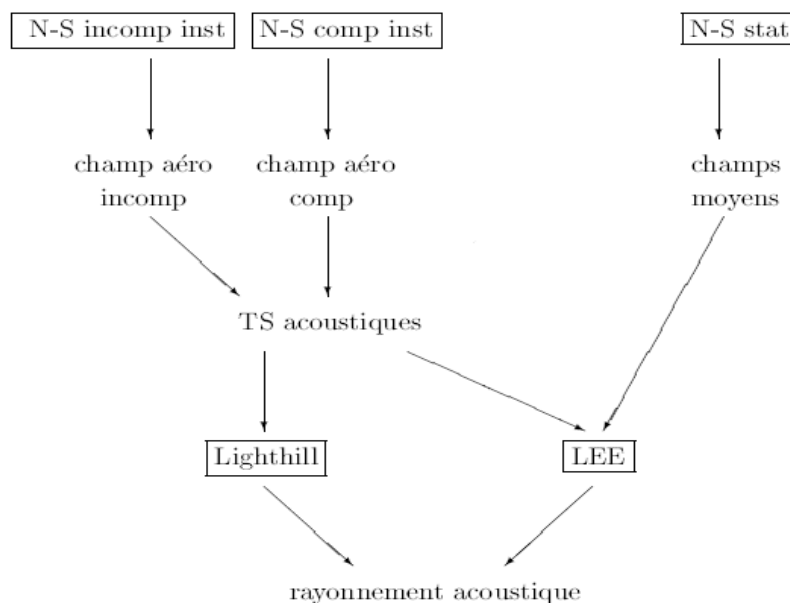 N-S incomp inst
N-S comp inst
N-S stat
champ aéro
incomp
champ aéro
comp
champs
moyens
TS acoustiques
Lighthill
LEE
rayonnement acoustique